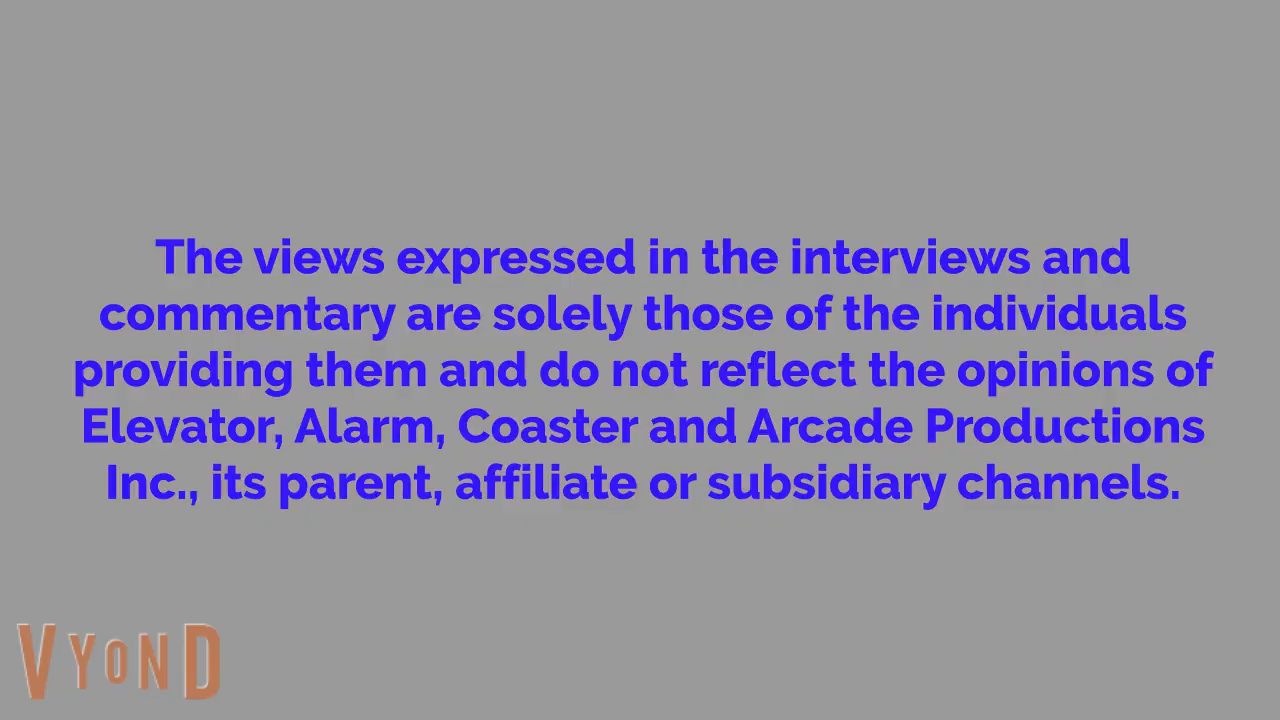 The views expressed in the interviews and
commentary are solely those of the individuals
providing them and do not reflect the opinions of
Elevator, Alarm, Coaster and Arcade Productions
Inc., its parent, affiliate or subsidiary channels.
VYOND